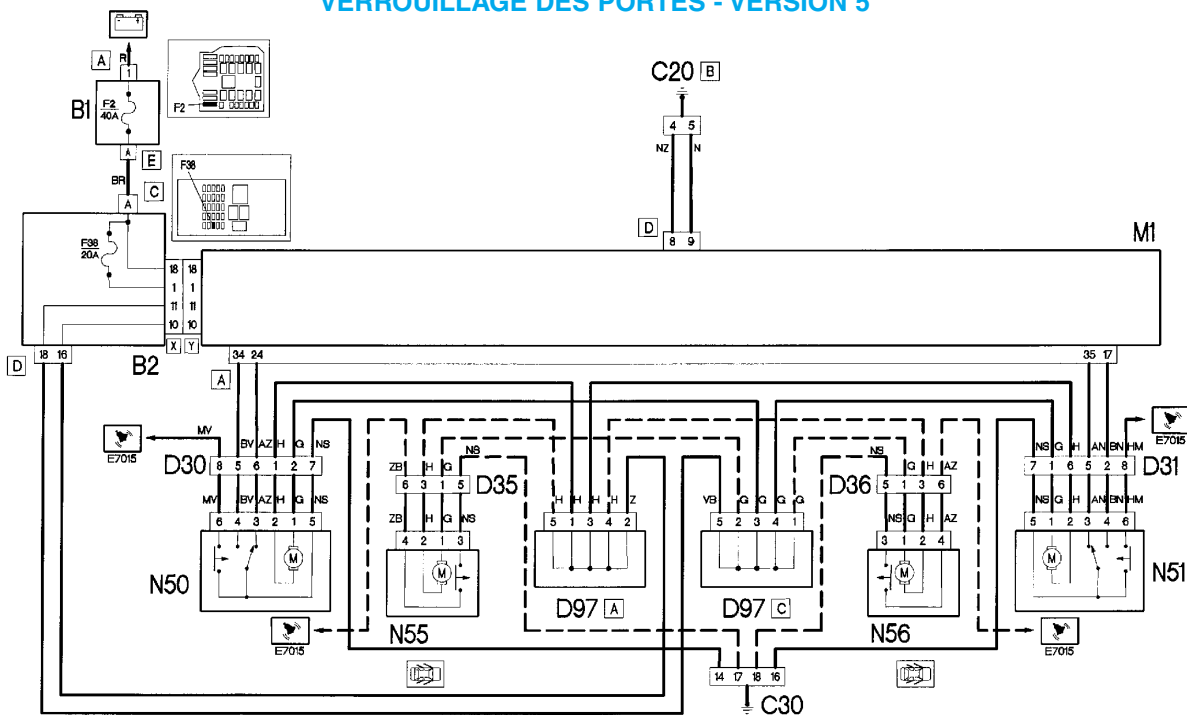 VERROUILLAGE DES PORTES - VERSION 5
A R
1
B1 F2 40A
F2
A E
BR
C
A
F38
F38 20A
C20 B
4 5
NZ N
D 8 9
M1
18 18
1 1
11 11
10 10
X Y
D 18 16
B2
A 34 24
35 17
MV BV AZ H G NS
E7015
D30 8 5 6 1 2 7
MV BV AZ H G NS
6 4 3 2 1 5
M
N50
E7015
ZB H G NS
6 3 1 5 D35
ZB H G NS
4 2 1 3
M
N55
H H H H Z
5 1 3 4 2
D97 A
VB G G G G
5 2 3 4 1
D97 C
NS G H AZ
D36 5 1 3 6
NS G H AZ
3 1 2 4
M
N56
E7015
NS G H AN BN HM
E7015
7 1 6 5 2 8 D31
NS G H AN BN HM
5 1 2 3 4 6
M
N51
14 17 18 16
C30